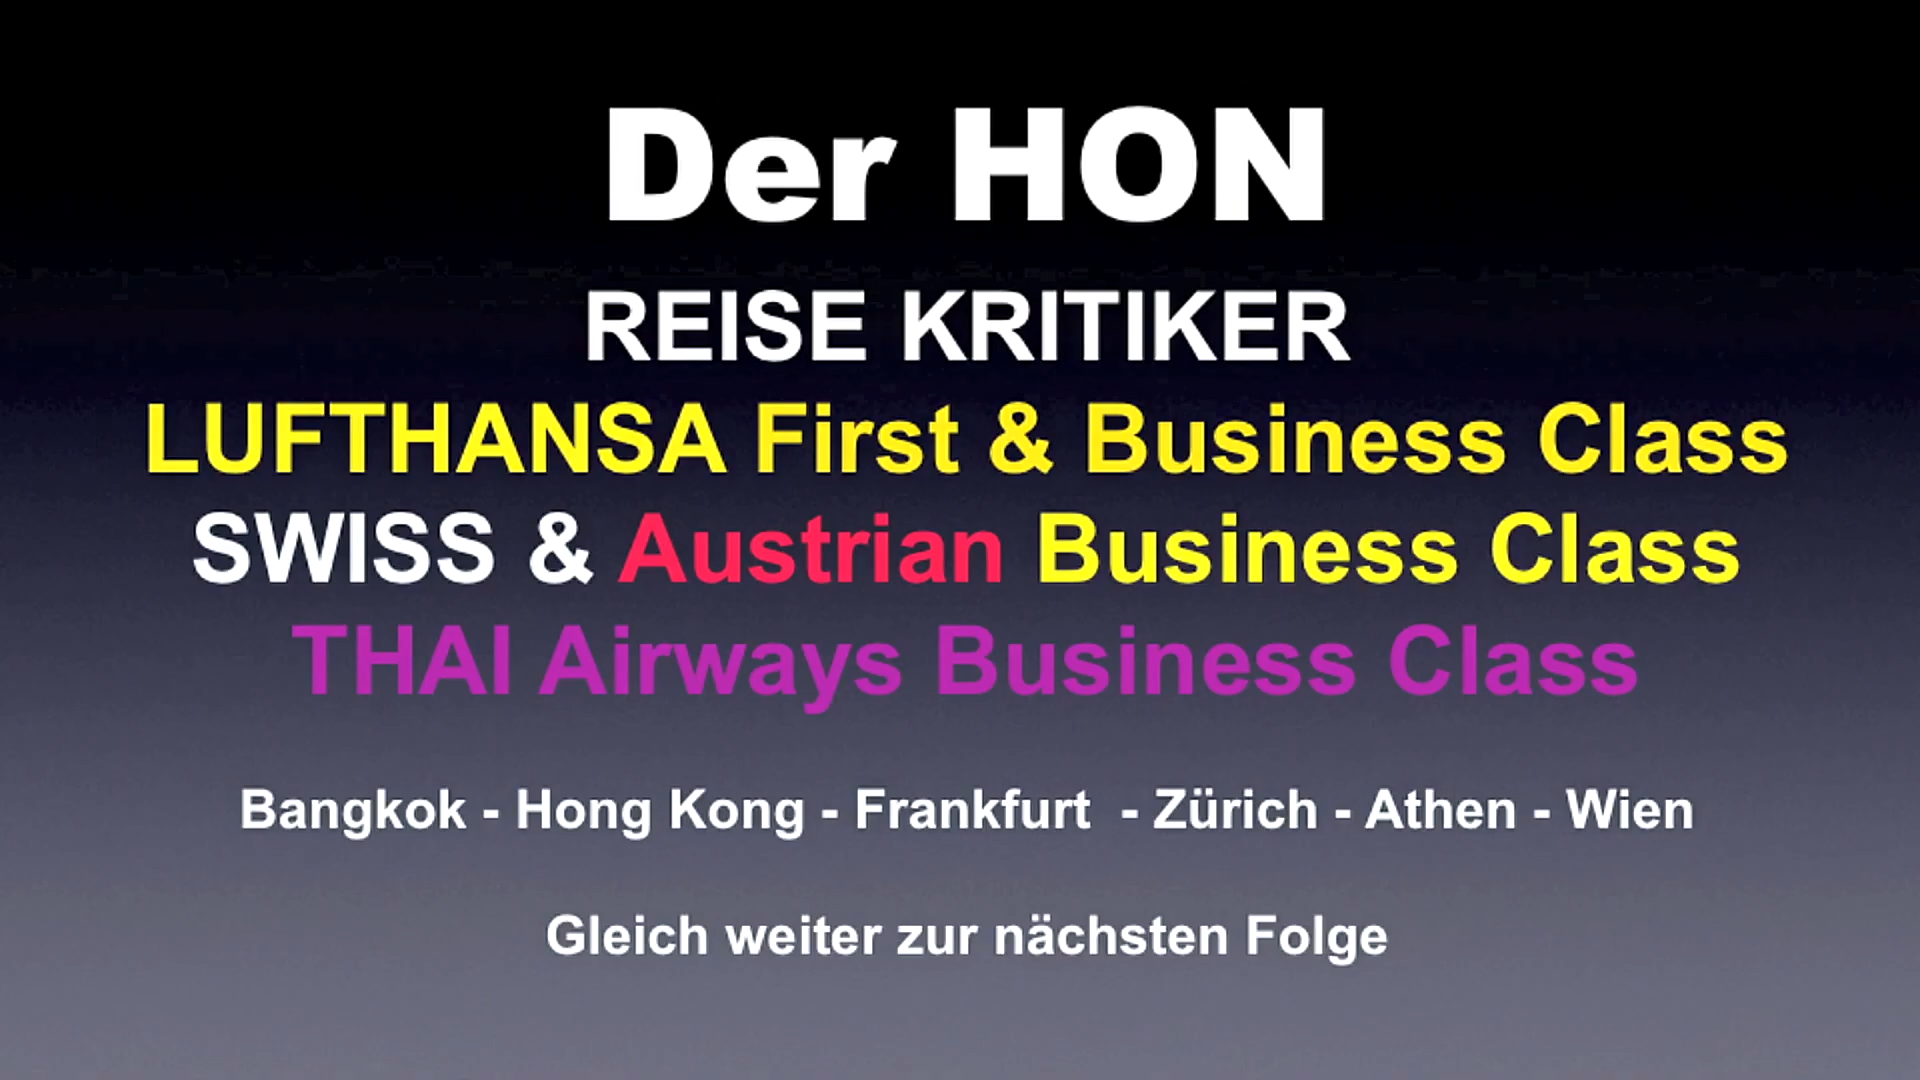 Der HON
REISE KRITIKER
LUFTHANSA First & Business Class
SWISS & Austrian Business Class
THAI Airways Business Class
Bangkok - Hong Kong - Frankfurt  - Zürich - Athen - Wien
Gleich weiter zur nächsten Folge